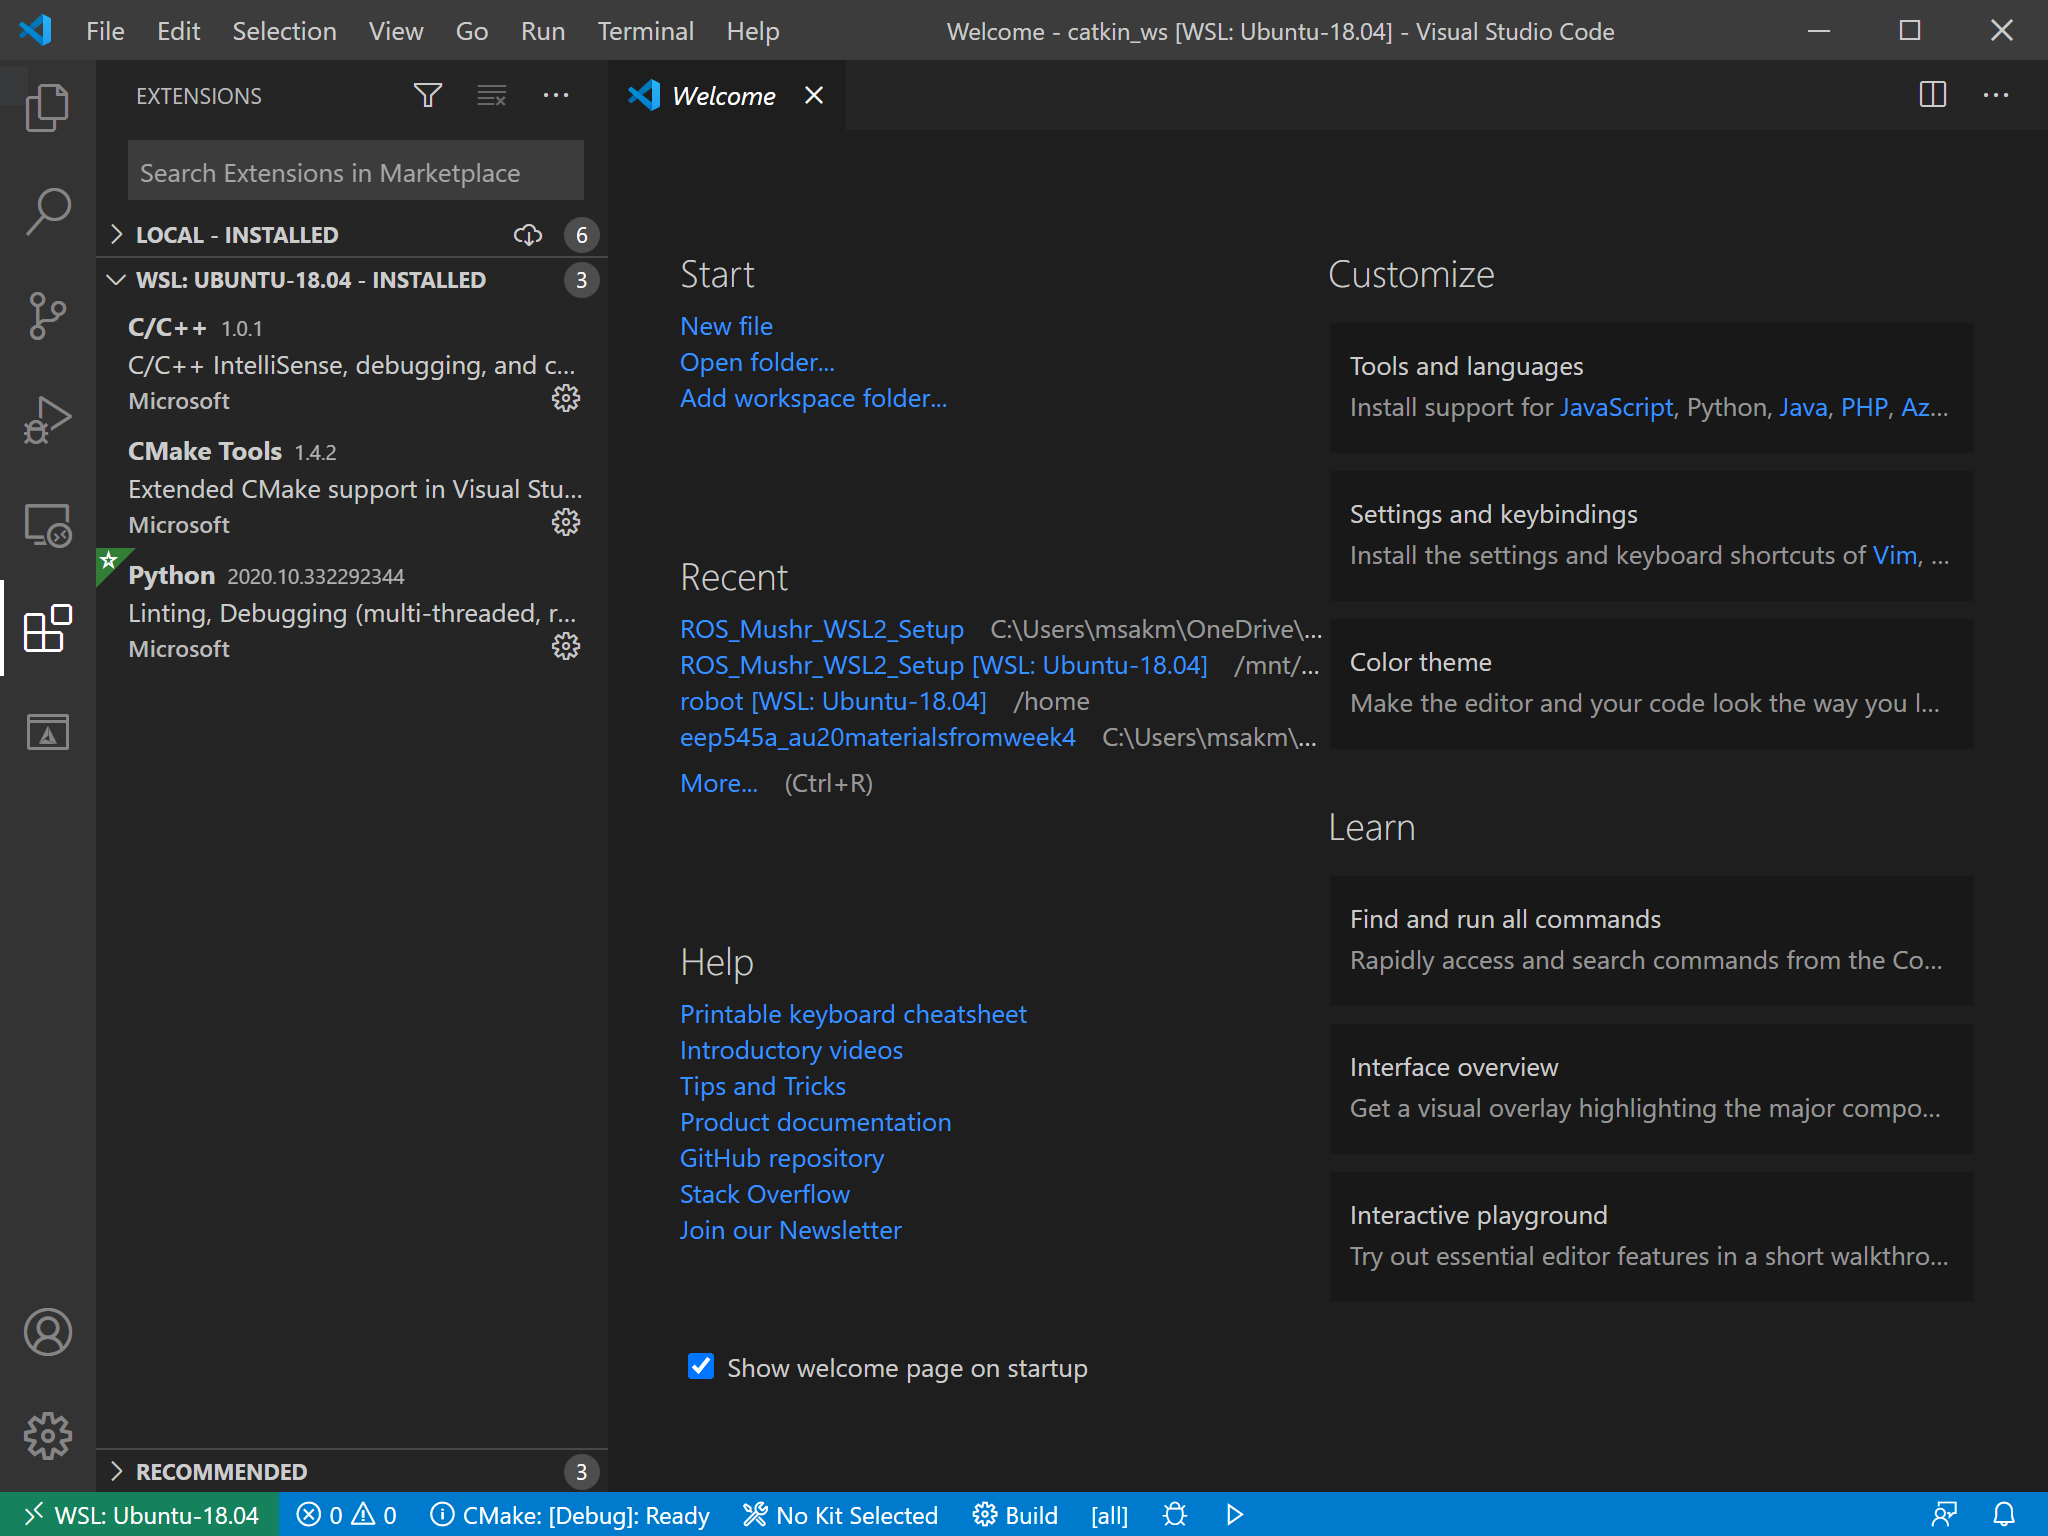 File Edit Selection View Go Run Terminal Help Welcome - catkin_ws [WSL: Ubuntu-18.04] - Visual Studio Code
EXTENSIONS
Search Extensions in Marketplace
LOCAL - INSTALLED 6
WSL: UBUNTU-18.04 - INSTALLED 3
C/C++ 1.0.1
C/C++ IntelliSense, debugging, and c...
Microsoft
CMake Tools 1.4.2
Extended CMake support in Visual Stu...
Microsoft
Python 2020.10.332292344
Linting, Debugging (multi-threaded, r...
Microsoft
RECOMMENDED 3
Welcome
Start
New file
Open folder...
Add workspace folder...
Recent
ROS_Mushr_WSL2_Setup C:\Users\msakm\OneDrive\...
ROS_Mushr_WSL2_Setup [WSL: Ubuntu-18.04] /mnt/...
robot [WSL: Ubuntu-18.04] /home
eep545a_au20materialsfromweek4 C:\Users\msakm\...
More... (Ctrl+R)
Help
Printable keyboard cheatsheet
Introductory videos
Tips and Tricks
Product documentation
GitHub repository
Stack Overflow
Join our Newsletter
Show welcome page on startup
Customize
Tools and languages
Install support for JavaScript, Python, Java, PHP, Az...
Settings and keybindings
Install the settings and keyboard shortcuts of Vim, ...
Color theme
Make the editor and your code look the way you l...
Learn
Find and run all commands
Rapidly access and search commands from the Co...
Interface overview
Get a visual overlay highlighting the major compo...
Interactive playground
Try out essential editor features in a short walkthro...
WSL: Ubuntu-18.04 0 0 CMake: [Debug]: Ready No Kit Selected Build [all]